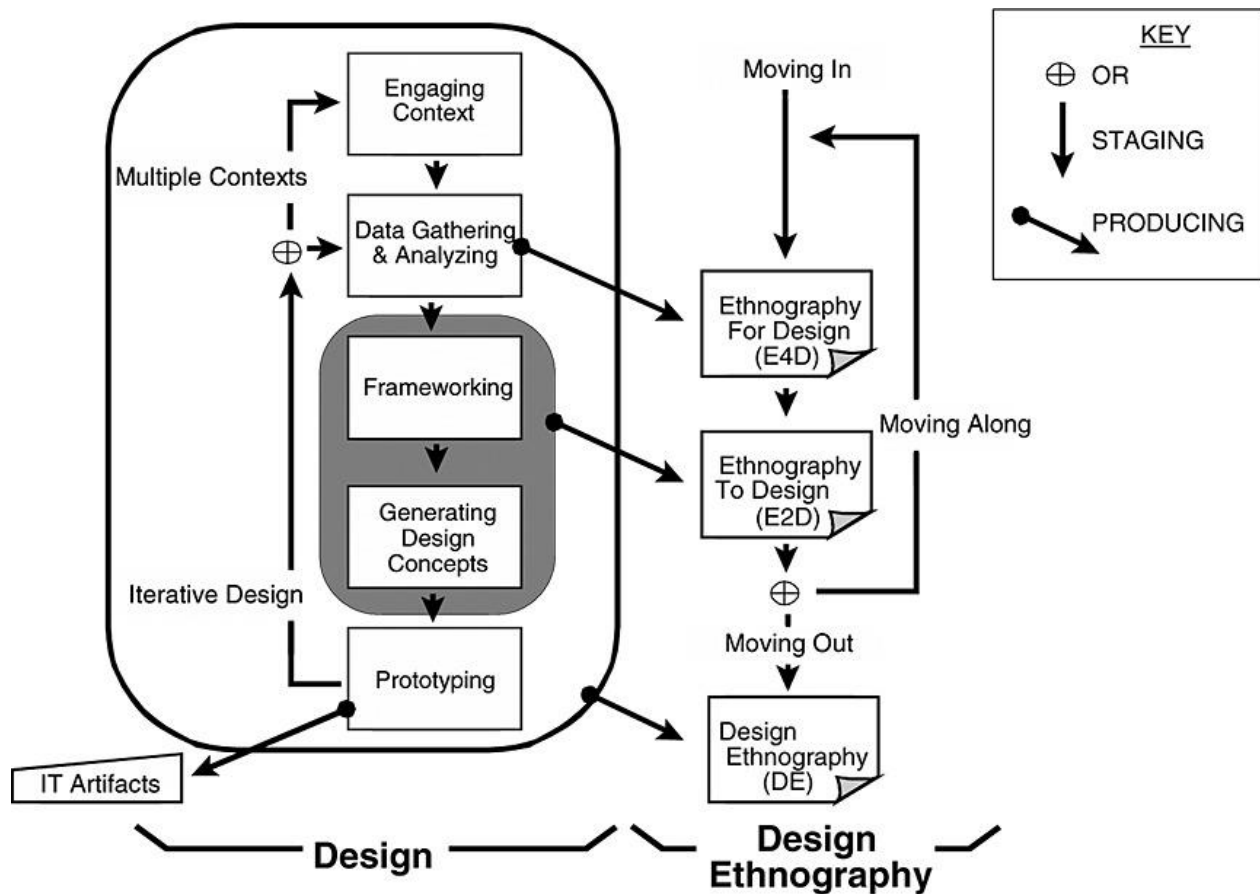 Engaging
Context
Multiple Contexts
Data Gathering
& Analyzing
Frameworking
Generating
Design
Concepts
Iterative Design
Prototyping
IT Artifacts
Design
Moving In
Ethnography
For Design
(E4D)
Moving Along
Ethnography
To Design
(E2D)
Moving Out
Design
Ethnography
(DE)
Design
Ethnography
KEY
OR
STAGING
PRODUCING